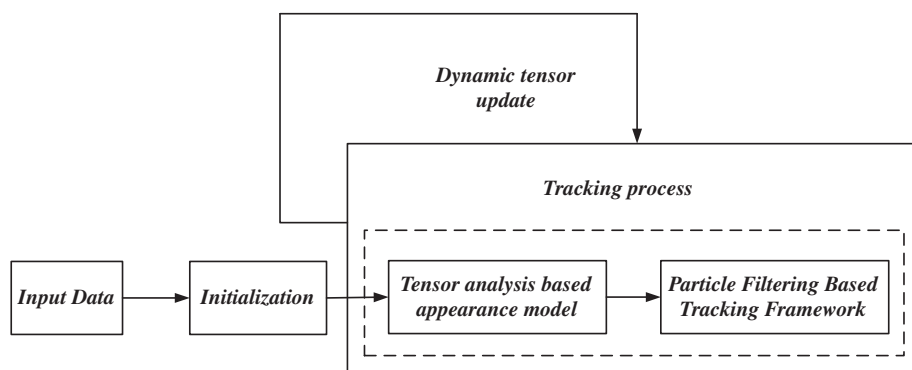 Dynamic tensor
update
Tracking process
Input Data
Initialization
Tensor analysis based
appearance model
Particle Filtering Based
Tracking Framework